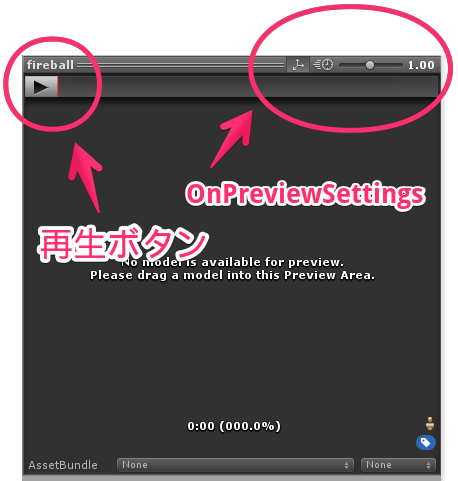 fireball
1.00
OnPreviewSettings
再生ボタン
No model is available for preview.
Please drag a model into this Preview Area.
0:00 (000.0%)
AssetBundle
None
None